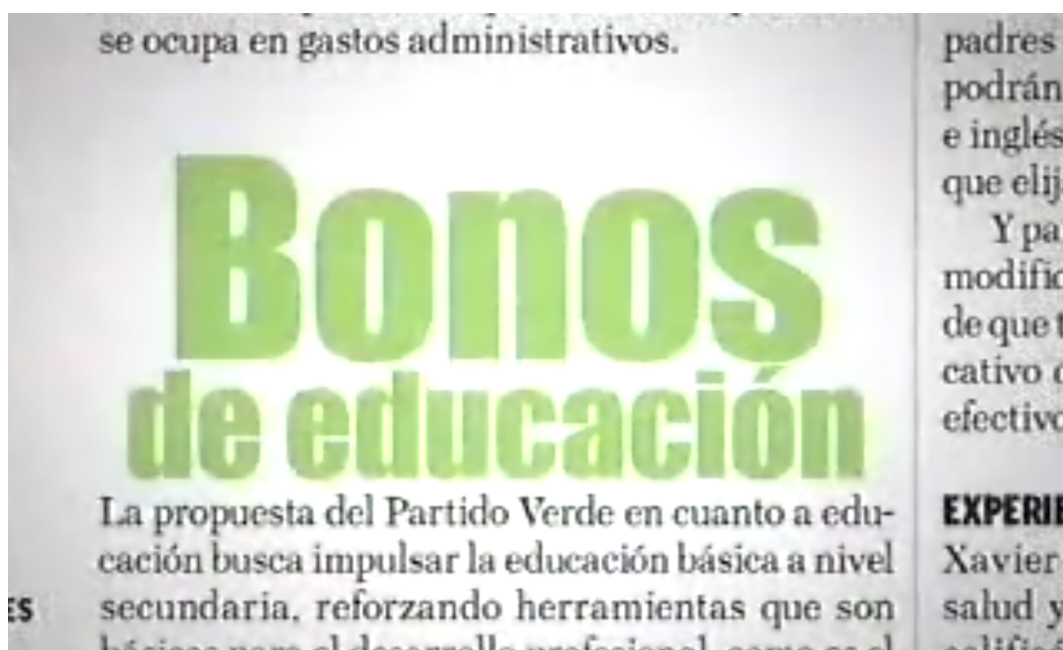 se ocupa en gastos administrativos.
Bonos
de educación
La propuesta del Partido Verde en cuanto a edu-
cación busca impulsar la educación básica a nivel
secundaria, reforzando herramientas que son
ES
padres
podrán
e inglés
que elij
Y pa
modific
de que t
cativo
efectivo
EXPERI
Xavier
salud y